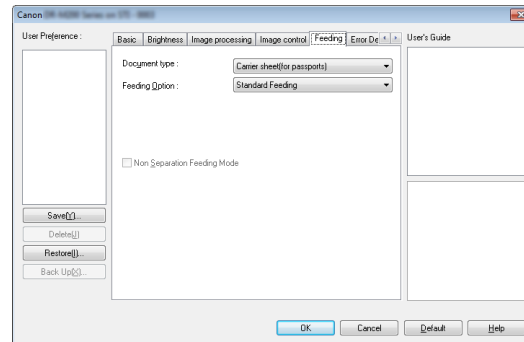 Canon
User Preference :
Basic Brightness Image processing Image control Feeding Error De
User's Guide
Document type :
Carrier sheet(for passports)
Feeding Option :
Standard Feeding
Non Separation Feeding Mode
Save(Y)...
Delete(J)
Restore(I)...
Back Up(X)...
OK
Cancel
Default
Help